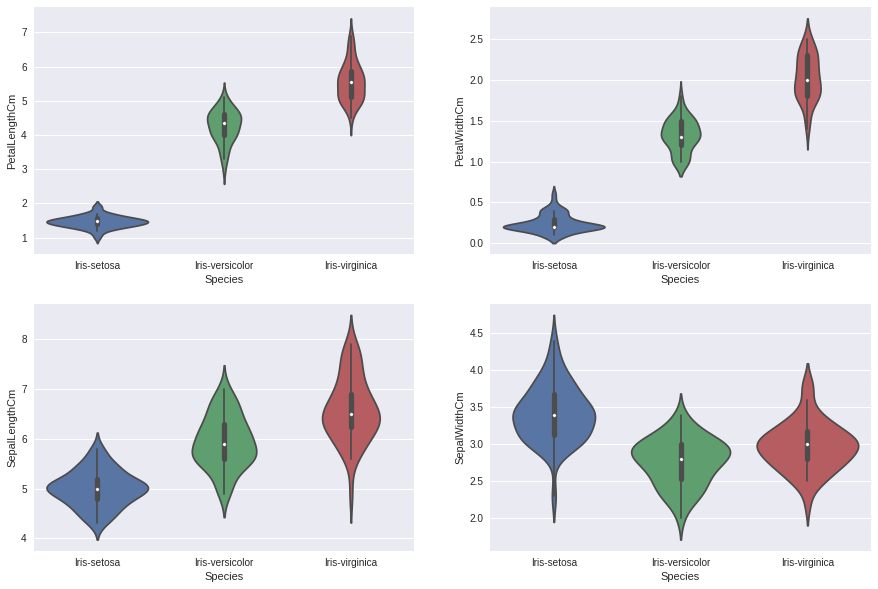 PetalLengthCm
7
6
5
4
3
2
1
Iris-setosa Iris-versicolor Iris-virginica
Species
PetalWidthCm
2.5
2.0
1.5
1.0
0.5
0.0
Iris-setosa Iris-versicolor Iris-virginica
Species
SepalLengthCm
8
7
6
5
4
Iris-setosa Iris-versicolor Iris-virginica
Species
SepalWidthCm
4.5
4.0
3.5
3.0
2.5
2.0
Iris-setosa Iris-versicolor Iris-virginica
Species